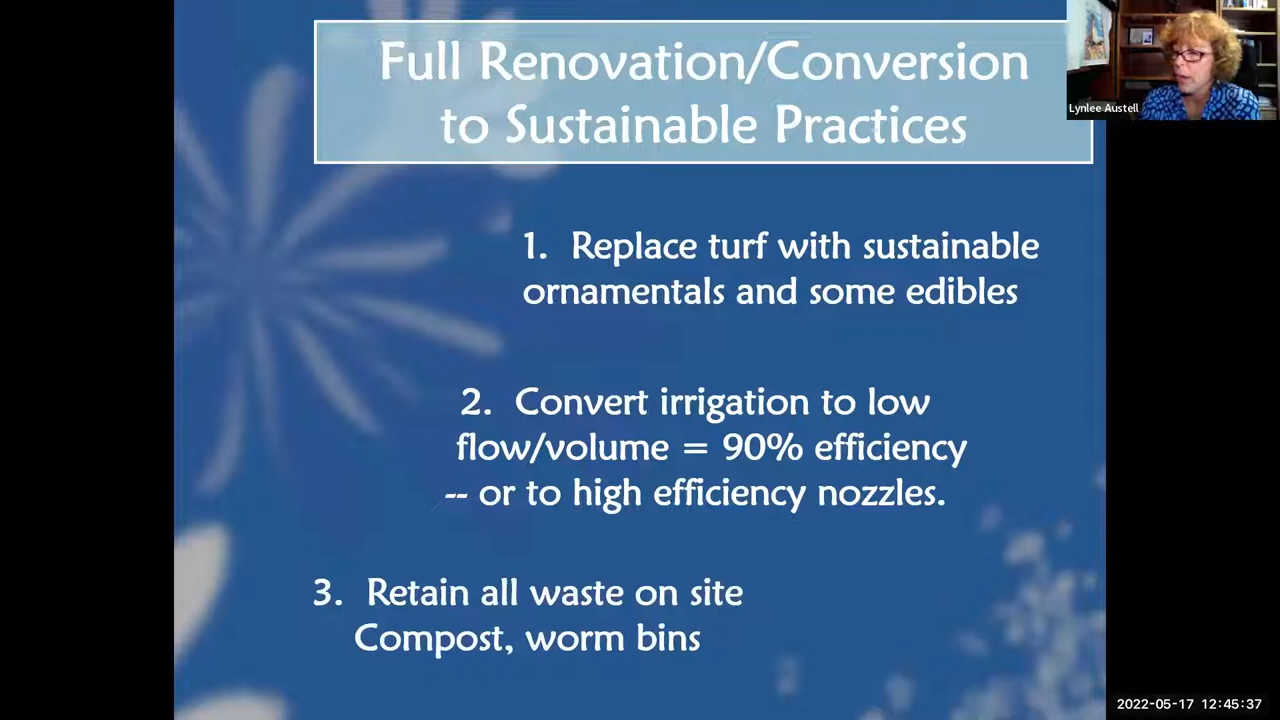 Full Renovation/Conversion
to Sustainable Practices
Lynlee Austell
1. Replace turf with sustainable
ornamentals and some edibles
2. Convert irrigation to low
flow/volume = 90% efficiency
-- or to high efficiency nozzles.
3. Retain all waste on site
Compost, worm bins
2022-05-17 12:45:37